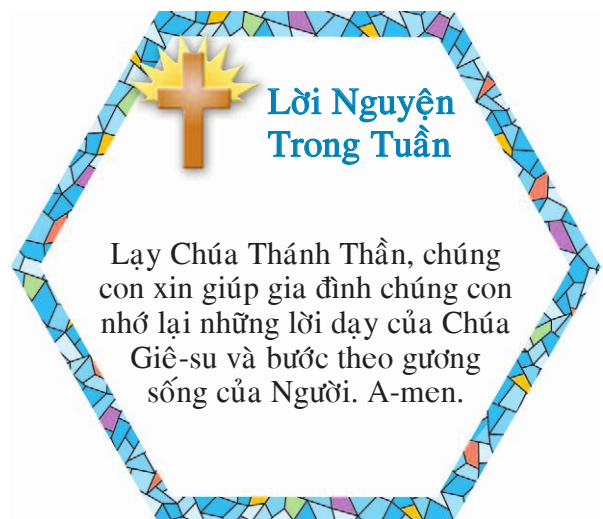 Lời Nguyện
Trong Tuần
Lạy Chúa Thánh Thần, chúng
con xin giúp gia đình chúng con
nhớ lại những lời dạy của Chúa
Giê-su và bước theo gương
sống của Người. A-men.